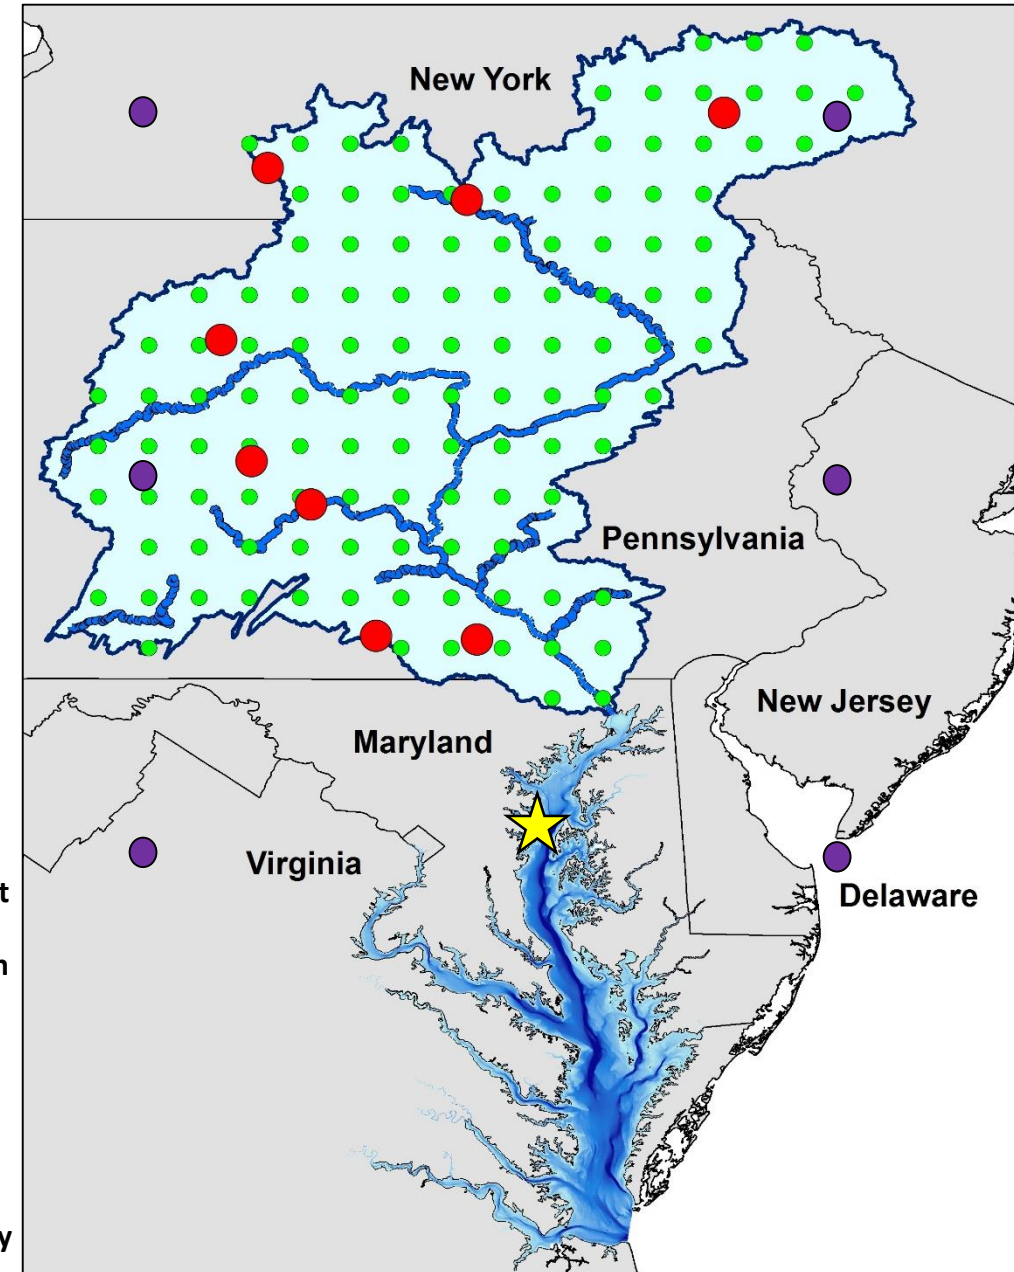 New York
Pennsylvania
New Jersey
Maryland
Virginia
t
Delaware
n
y